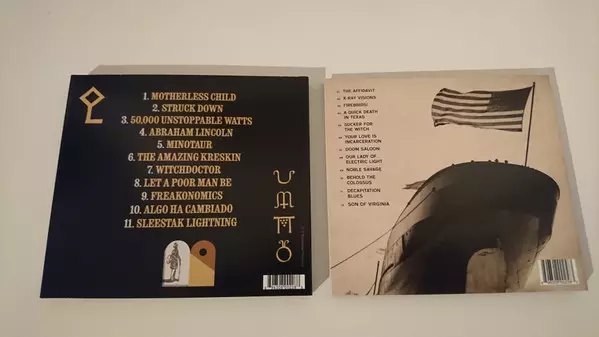 1. MOTHERLESS CHILD
2. STRUCK DOWN
3. 50,000 UNSTOPPABLE WATTS
4. ABRAHAM LINCOLN
5. MINOTAUR
6. THE AMAZING KRESKIN
7. WITCHDOCTOR
8. LET A POOR MAN BE
9. FREAKONOMICS
10. ALGO HA CAMBIADO
11. SLEESTAK LIGHTNING
THE AFFIDAVIT
X-RAY VISIONS
FIREBIRDS!
A QUICK DEATH
IN TEXAS
SUCKER FOR
THE WITCH
YOUR LOVE IS
INCARCERATION
DOOM SALOON
OUR LADY OF
ELECTRIC LIGHT
NOBLE SAVAGE
BEHOLD THE
COLOSSUS
DECAPITATION
BLUES
SON OF VIRGINIA